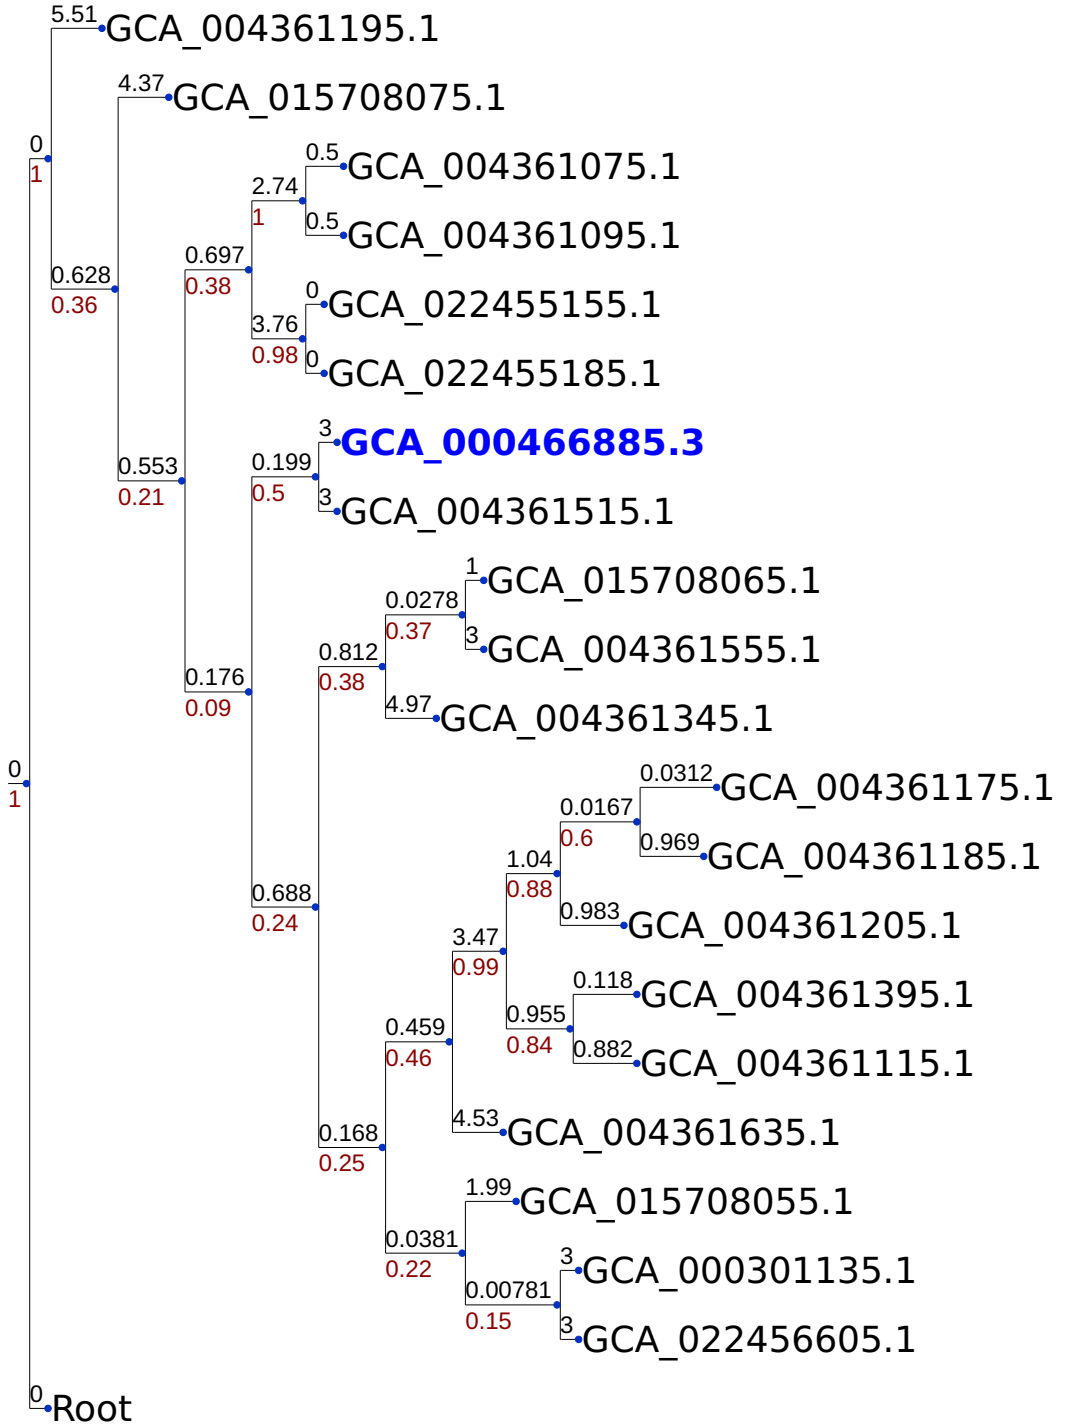 5.51 GCA_004361195.1
4.37 GCA_015708075.1
0
1
0.5 GCA_004361075.1
2.74
1
0.5 GCA_004361095.1
0.697
0.38
0.628
0.36
0 GCA_022455155.1
3.76
0.98
0 GCA_022455185.1
3 GCA_000466885.3
0.199
0.5
0.553
0.21
3 GCA_004361515.1
1 GCA_015708065.1
0.0278
0.37
3 GCA_004361555.1
0.812
0.38
0.176
0.09
4.97 GCA_004361345.1
0
1
0.0312 GCA_004361175.1
0.0167
0.6
0.969 GCA_004361185.1
1.04
0.88
0.688
0.24
0.983 GCA_004361205.1
3.47
0.99
0.118 GCA_004361395.1
0.955
0.84
0.459
0.46
0.882 GCA_004361115.1
4.53 GCA_004361635.1
0.168
0.25
1.99 GCA_015708055.1
0.0381
0.22
3 GCA_000301135.1
0.00781
0.15
3 GCA_022456605.1
0 Root